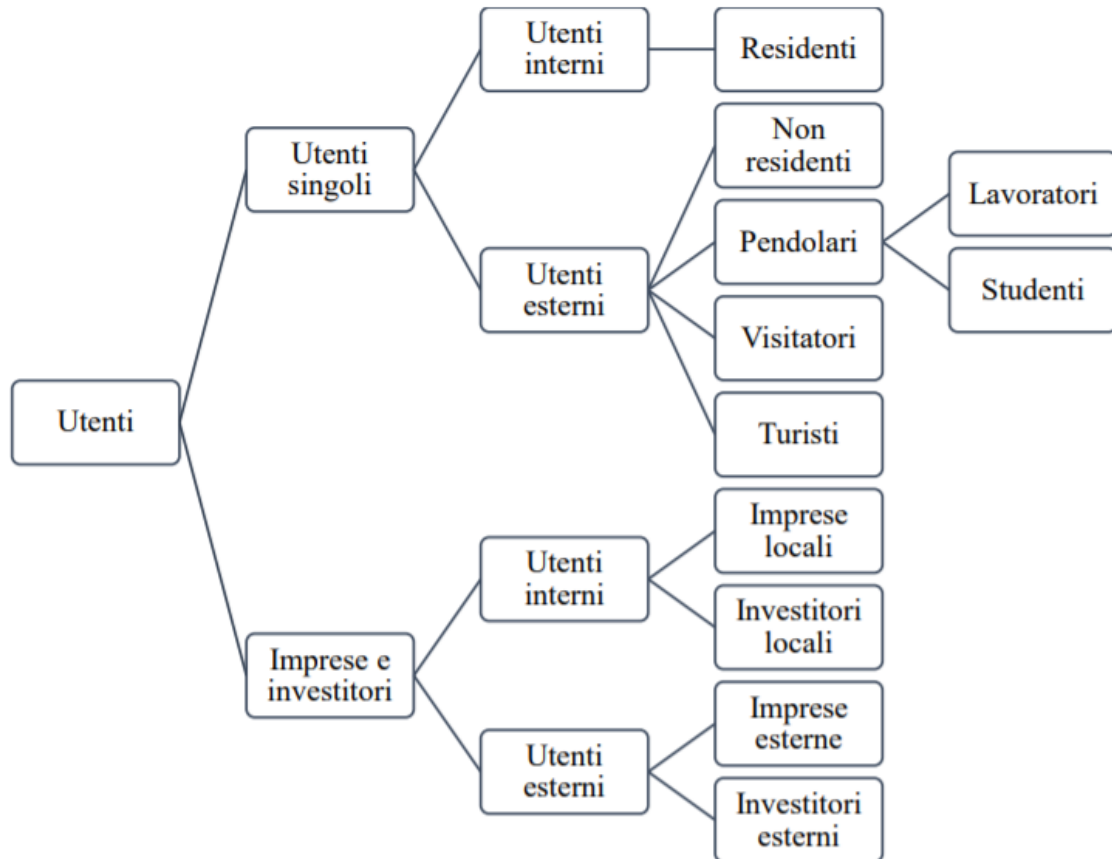 Utenti
interni
Residenti
Utenti
singoli
Non
residenti
Lavoratori
Pendolari
Utenti
esterni
Studenti
Visitatori
Utenti
Turisti
Imprese
locali
Utenti
interni
Investitori
locali
Imprese e
investitori
Imprese
esterne
Utenti
esterni
Investitori
esterni